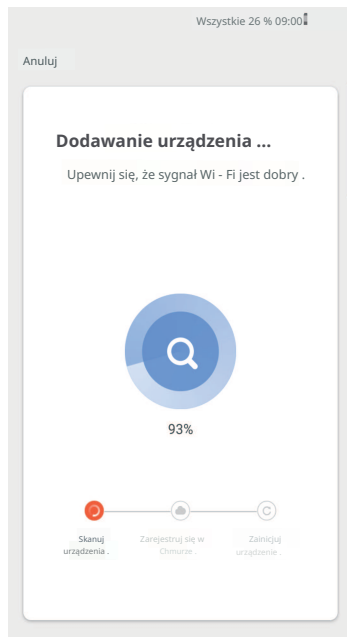 Wszystkie 26 % 09:00
Anuluj
Dodawanie urządzenia ...
Upewnij się, że sygnał Wi - Fi jest dobry .
93%
Skanuj
urządzenia .
Zarejestruj się w
Chmurze .
Zainicjuj
urządzenie .